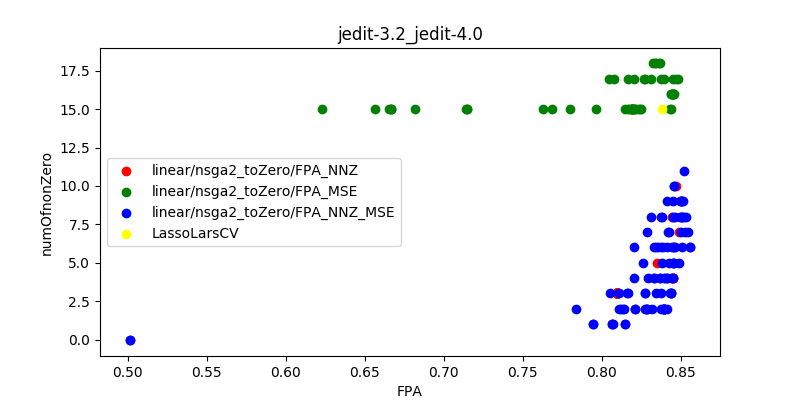 jedit-3.2_jedit-4.0
numOfnonZero
17.5
15.0
12.5
10.0
7.5
5.0
2.5
0.0
linear/nsga2_toZero/FPA_NNZ
linear/nsga2_toZero/FPA_MSE
linear/nsga2_toZero/FPA_NNZ_MSE
LassoLarsCV
0.50 0.55 0.60 0.65 0.70 0.75 0.80 0.85
FPA